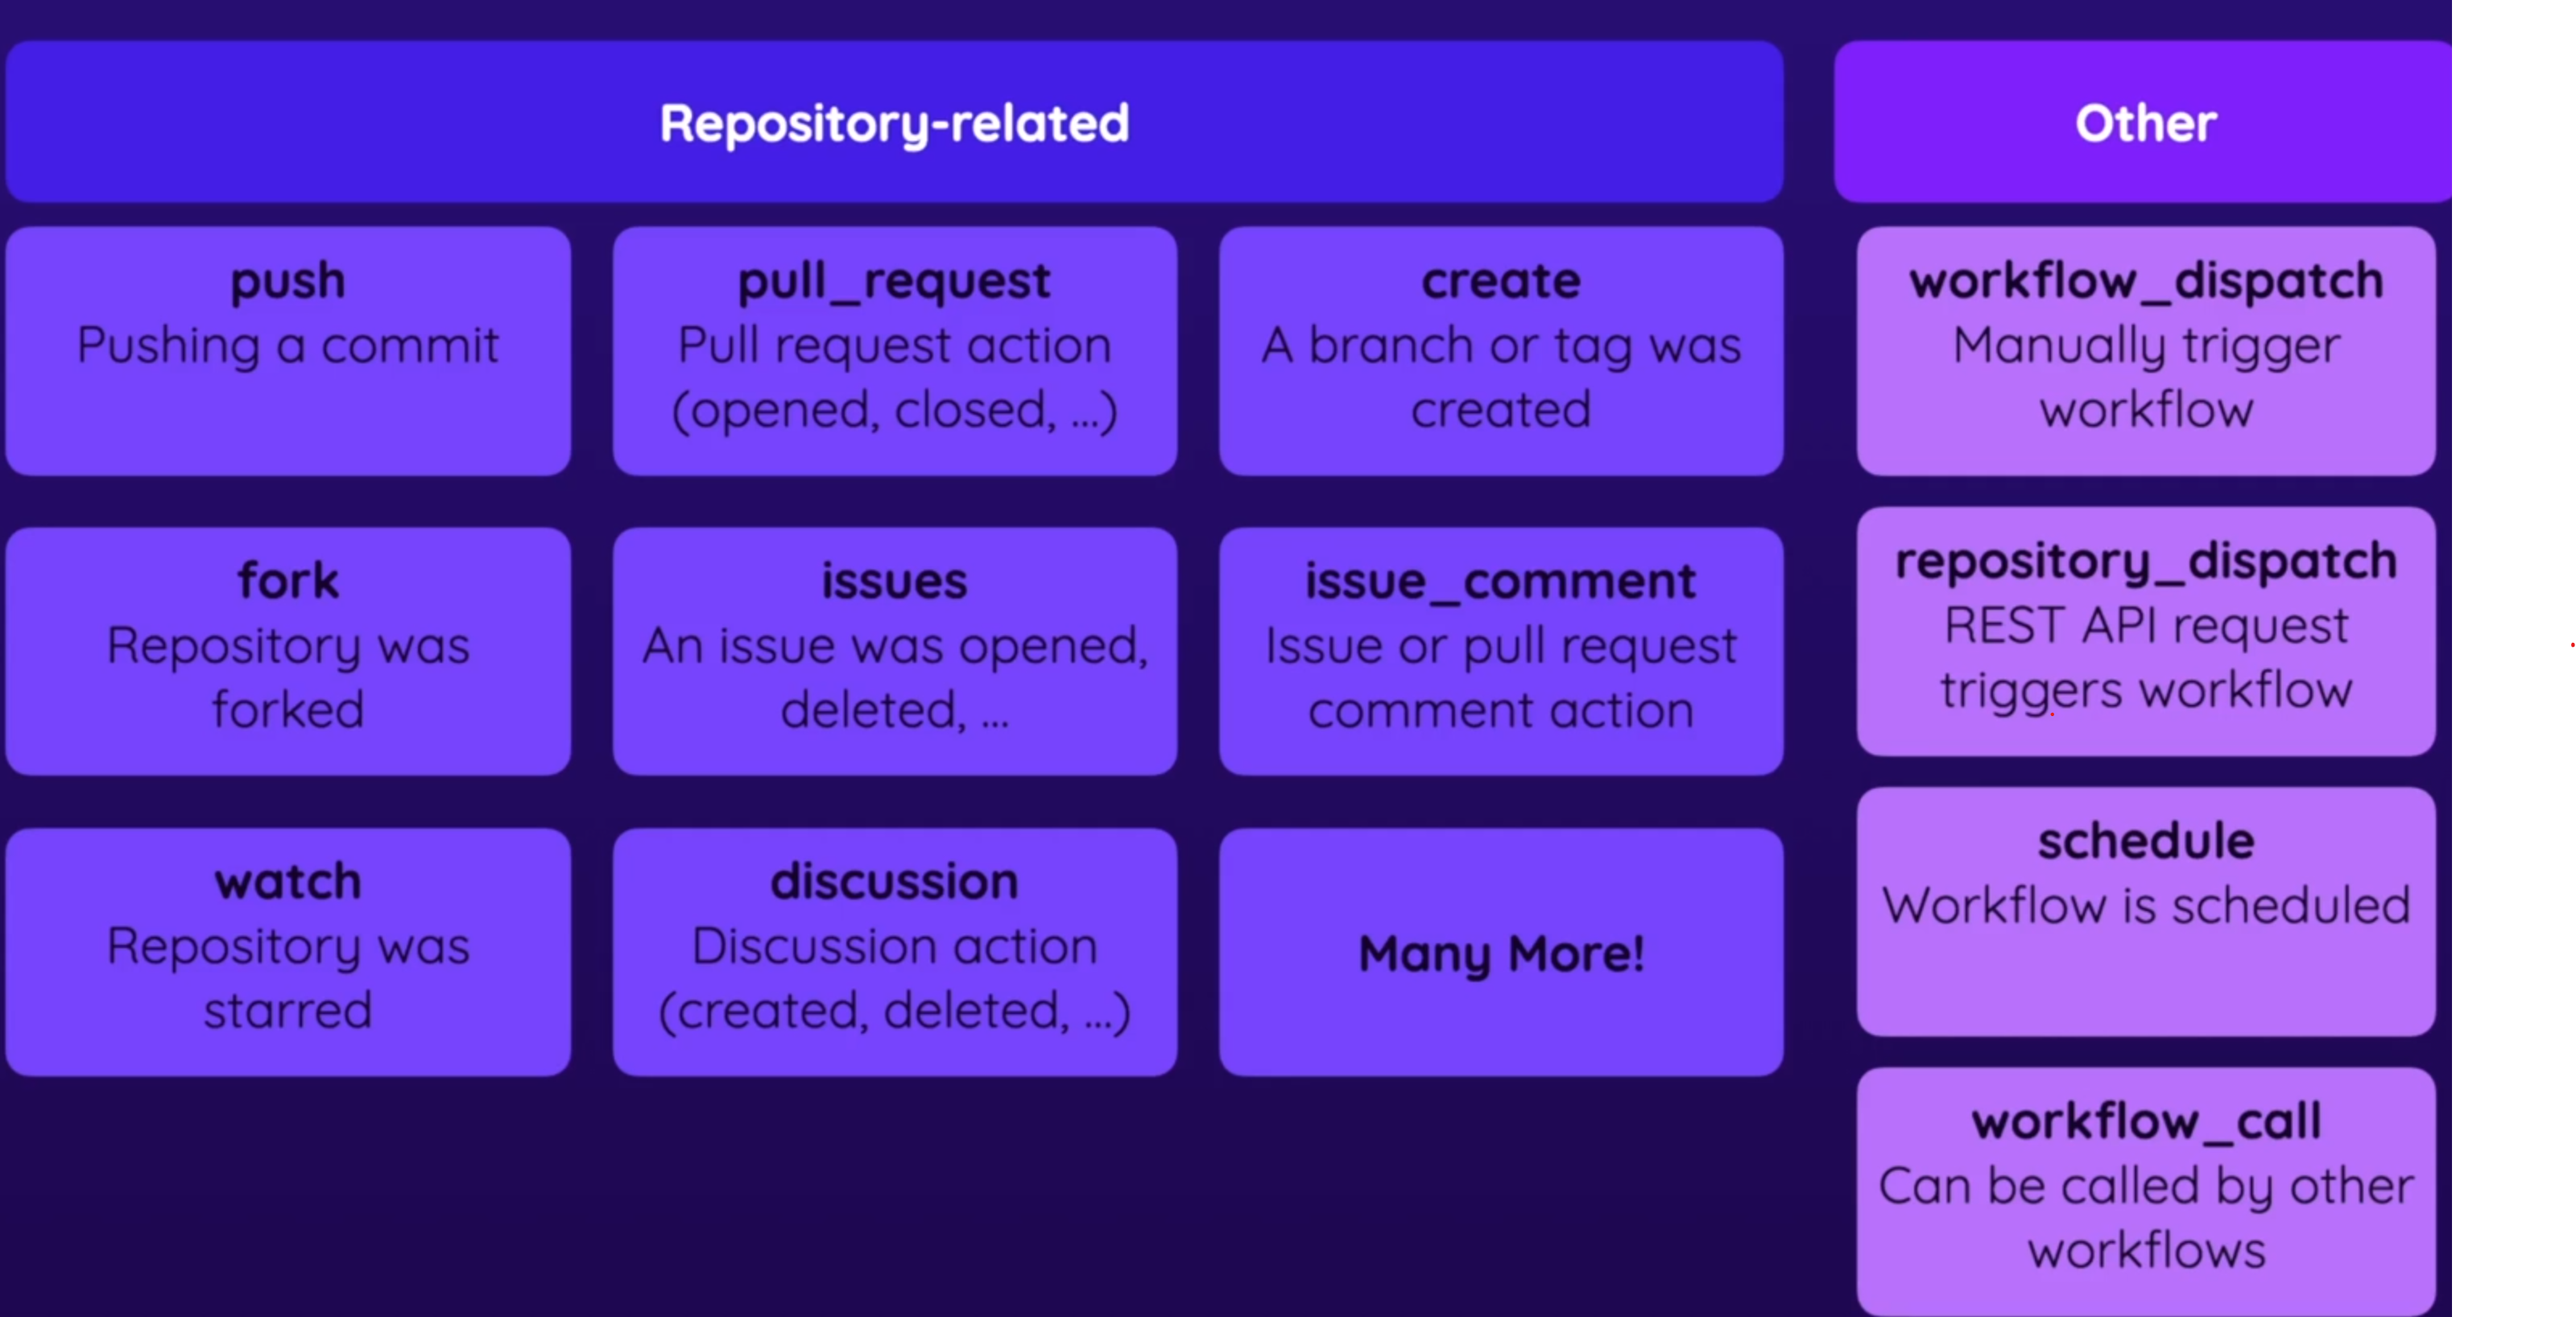 Repository-related
Other
push
Pushing a commit
pull_request
Pull request action
(opened, closed, ...)
create
A branch or tag was
created
fork
Repository was
forked
issues
An issue was opened,
deleted, ...
issue_comment
Issue or pull request
comment action
watch
Repository was
starred
discussion
Discussion action
(created, deleted, ...)
Many More!
workflow_dispatch
Manually trigger
workflow
repository_dispatch
REST API request
triggers workflow
schedule
Workflow is scheduled
workflow_call
Can be called by other
workflows